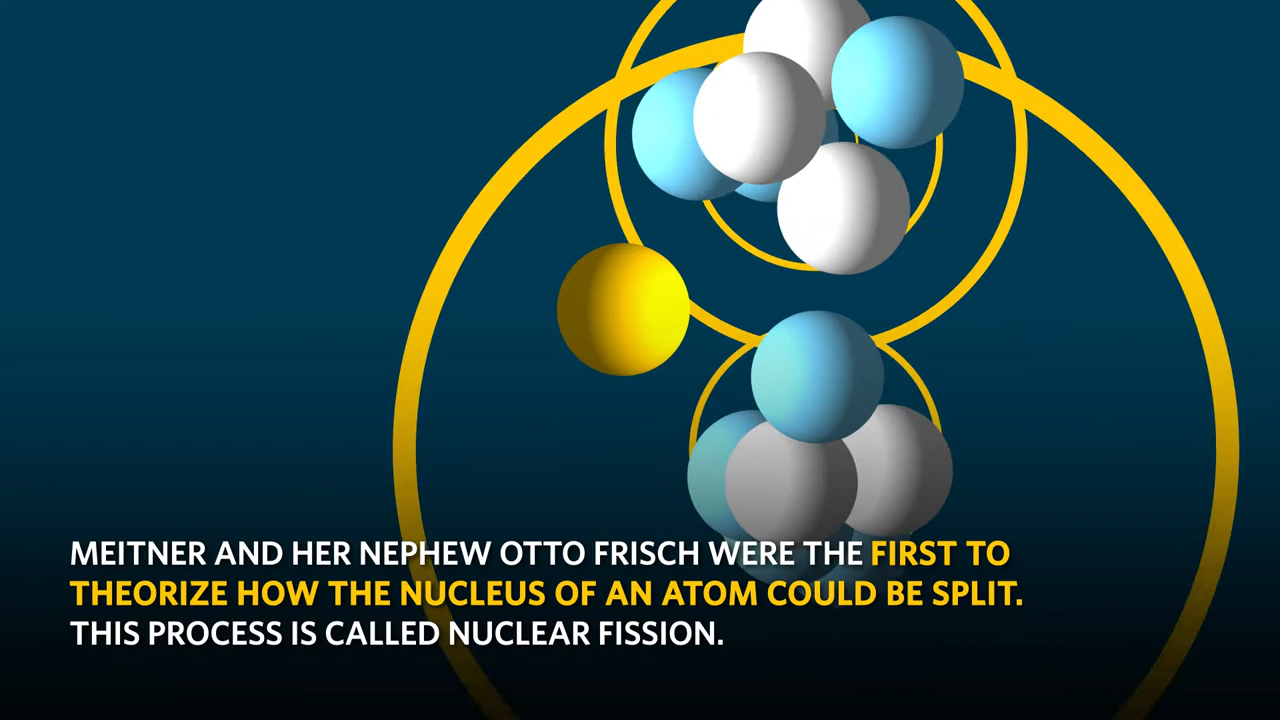 MEITNER AND HER NEPHEW OTTO FRISCH WERE THE FIRST TO
THEORIZE HOW THE NUCLEUS OF AN ATOM COULD BE SPLIT.
THIS PROCESS IS CALLED NUCLEAR FISSION.